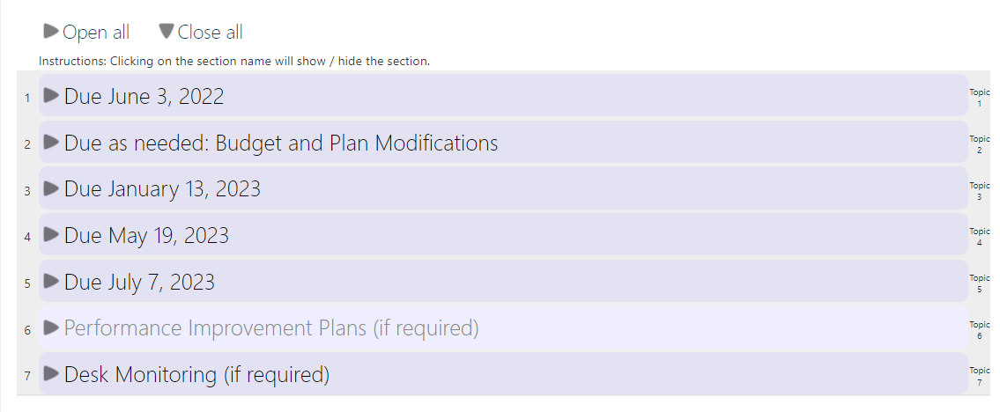 Open all Close all
Instructions: Clicking on the section name will show / hide the section.
1 Due June 3, 2022 Topic 1
2 Due as needed: Budget and Plan Modifications Topic 2
3 Due January 13, 2023 Topic 3
4 Due May 19, 2023 Topic 4
5 Due July 7, 2023 Topic 5
6 Performance Improvement Plans (if required) Topic 6
7 Desk Monitoring (if required) Topic 7